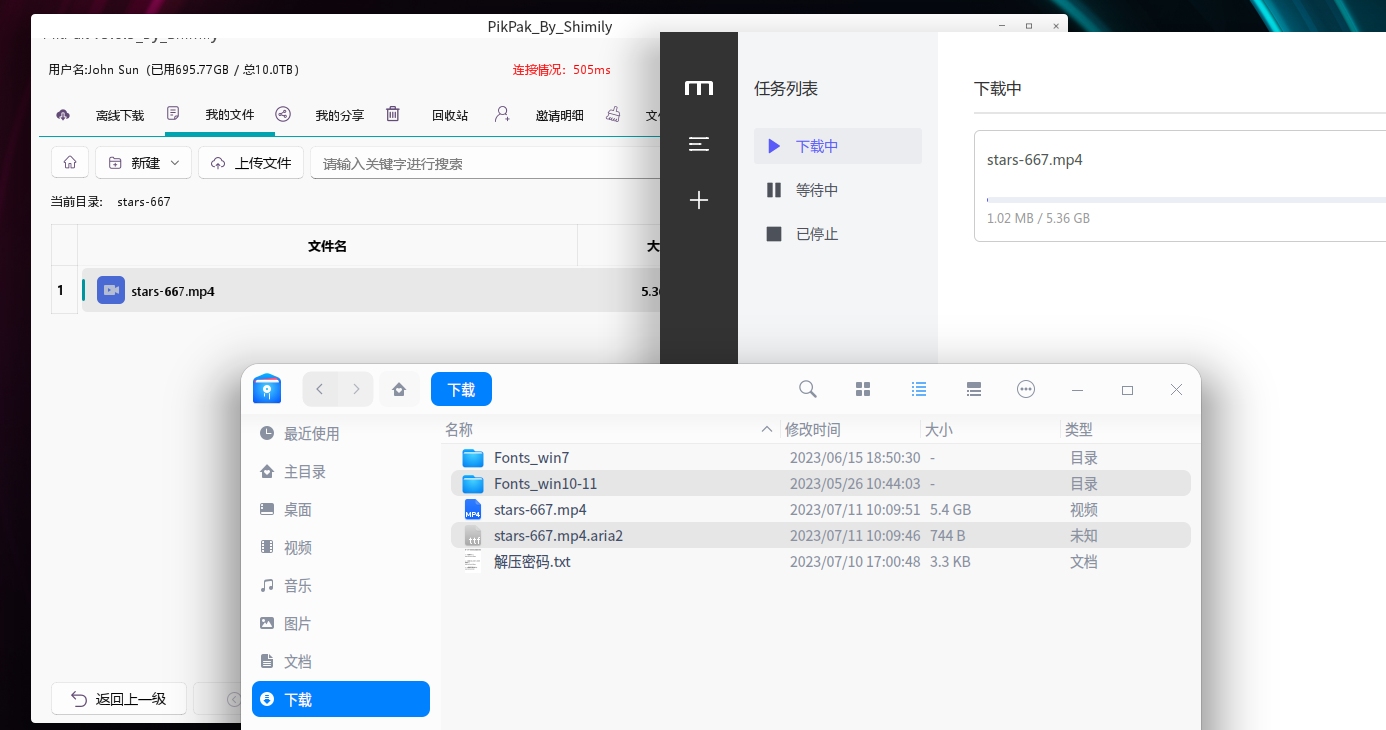 PikPak_By_Shimily
用户名:John Sun（已用695.77GB / 总10.0TB）
连接情况：505ms
离线下载
我的文件
我的分享
回收站
邀请明细
新建
上传文件
请输入关键字进行搜索
当前目录: stars-667
文件名
1
stars-667.mp4
任务列表
下载中
等待中
已停止
下载中
stars-667.mp4
1.02 MB / 5.36 GB
下载
最近使用
主目录
桌面
视频
音乐
图片
文档
下载
名称 修改时间 大小 类型
Fonts_win7 2023/06/15 18:50:30 - 目录
Fonts_win10-11 2023/05/26 10:44:03 - 目录
MP4 stars-667.mp4 2023/07/11 10:09:51 5.4 GB 视频
ttf stars-667.mp4.aria2 2023/07/11 10:09:46 744 B 未知
解压密码.txt 2023/07/10 17:00:48 3.3 KB 文档
返回上一级